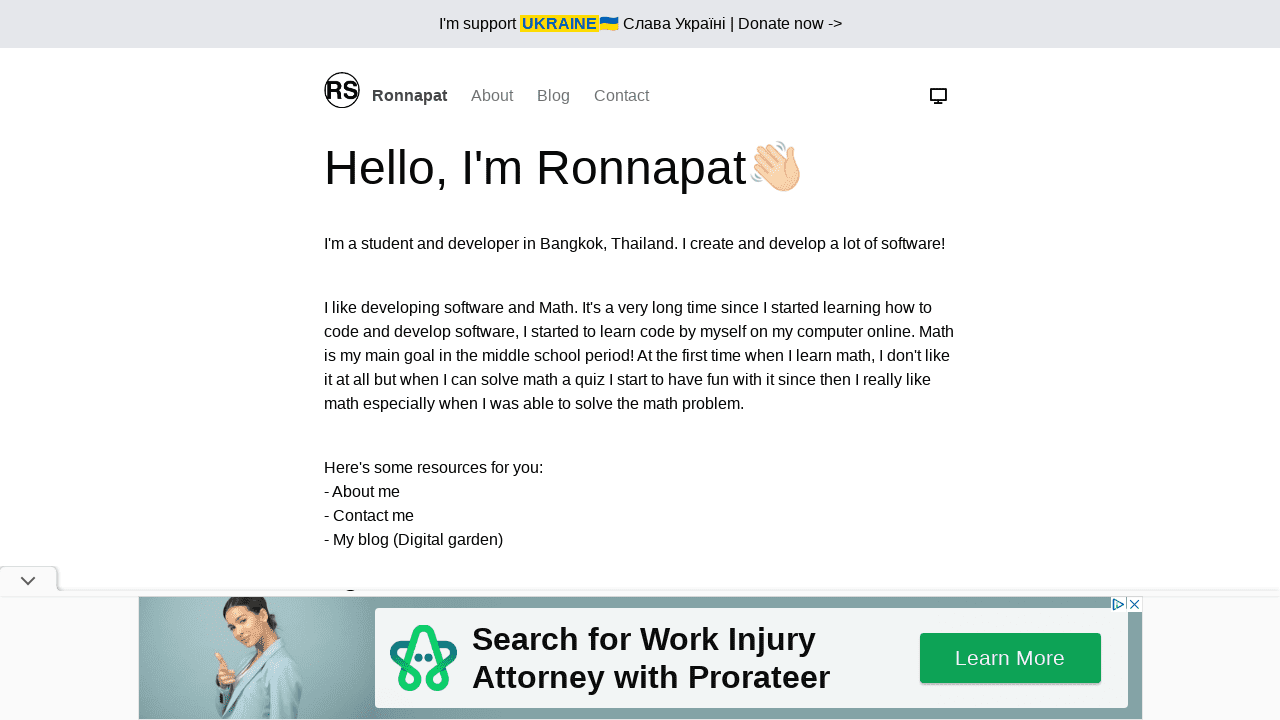 I'm support UKRAINE🇺🇦 Слава Україні | Donate now ->
RS Ronnapat About Blog Contact
Hello, I'm Ronnapat👋🏻
I'm a student and developer in Bangkok, Thailand. I create and develop a lot of software!
I like developing software and Math. It's a very long time since I started learning how to
code and develop software, I started to learn code by myself on my computer online. Math
is my main goal in the middle school period! At the first time when I learn math, I don't like
it at all but when I can solve math a quiz I start to have fun with it since then I really like
math especially when I was able to solve the math problem.
Here's some resources for you:
- About me
- Contact me
- My blog (Digital garden)
Search for Work Injury
Attorney with Prorateer
Learn More